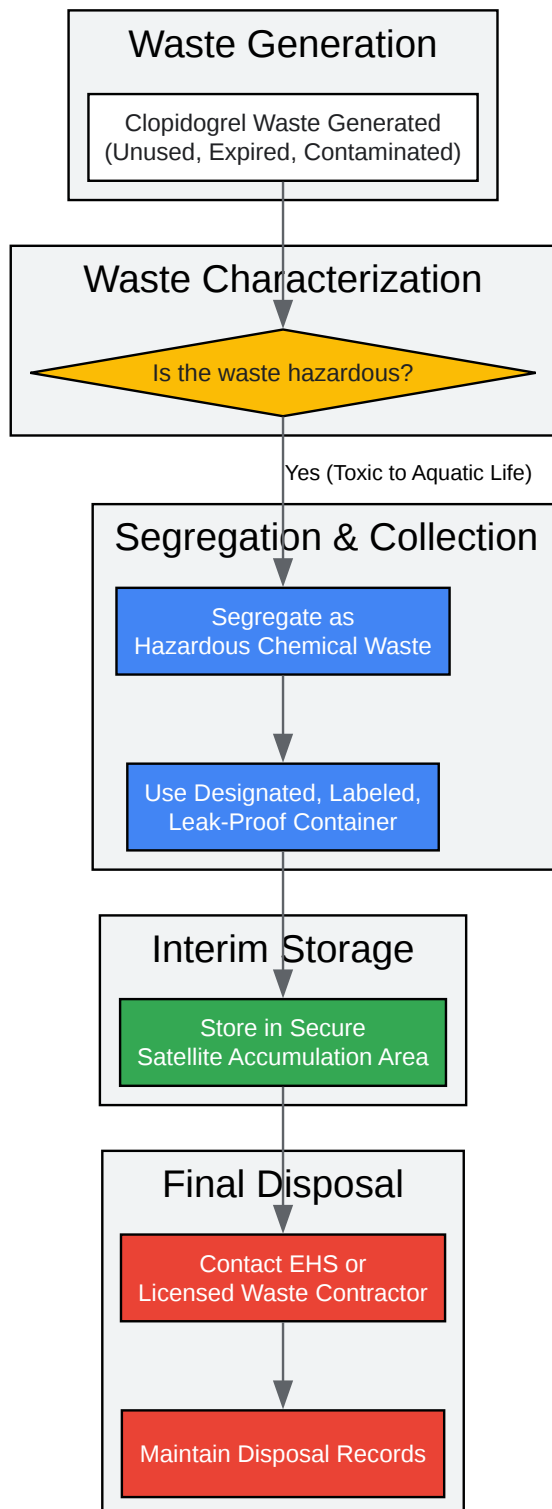 Waste Generation
Clopidogrel Waste Generated
(Unused, Expired, Contaminated)
Waste Characterization
Is the waste hazardous?
Yes (Toxic to Aquatic Life)
Segregation & Collection
Segregate as
Hazardous Chemical Waste
Use Designated, Labeled,
Leak-Proof Container
Interim Storage
Store in Secure
Satellite Accumulation Area
Final Disposal
Contact EHS or
Licensed Waste Contractor
Maintain Disposal Records